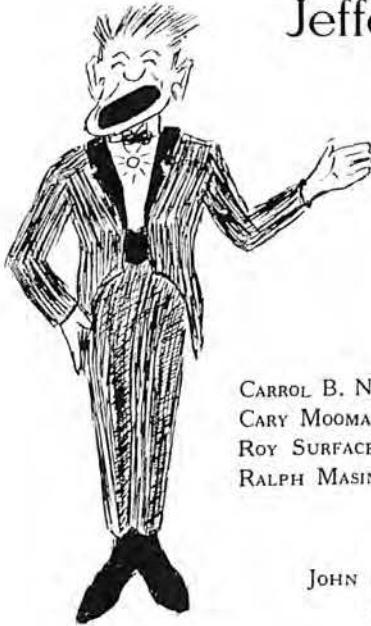 Jeffe
CARROL B. N
CARY MOOMA
ROY SURFACE
RALPH MASIN
JOHN